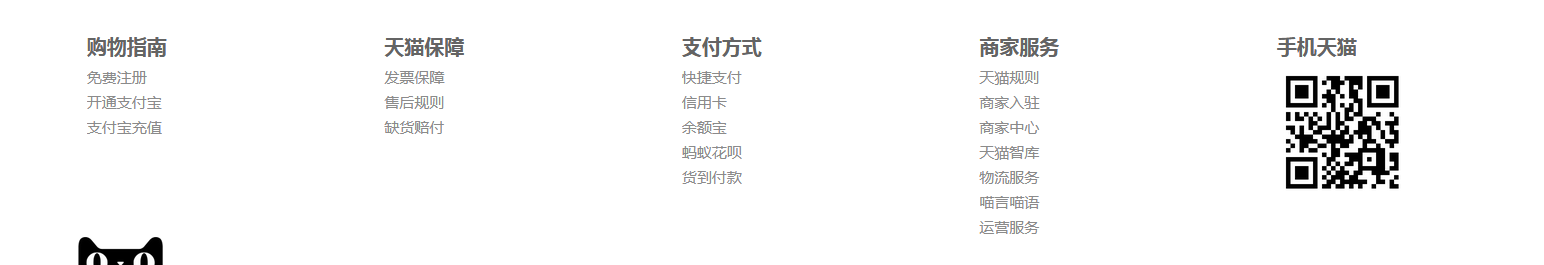 购物指南
免费注册
开通支付宝
支付宝充值
天猫保障
发票保障
售后规则
缺货赔付
支付方式
快捷支付
信用卡
余额宝
蚂蚁花呗
货到付款
商家服务
天猫规则
商家入驻
商家中心
天猫智库
物流服务
喵言喵语
运营服务
手机天猫